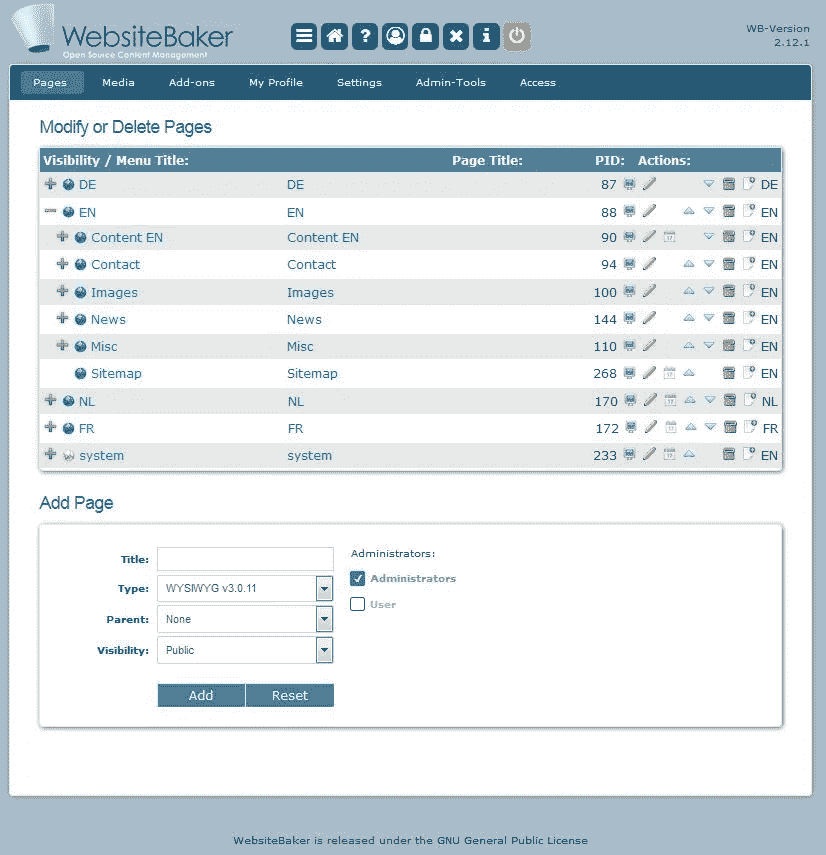 WebsiteBaker
Open Source Content Management
WB-Version
2.12.1
Pages Media Add-ons My Profile Settings Admin-Tools Access
Modify or Delete Pages
Visibility / Menu Title: Page Title: PID: Actions:
DE DE 87 DE
EN EN 88 EN
Content EN Content EN 90 EN
Contact Contact 94 EN
Images Images 100 EN
News News 144 EN
Misc Misc 110 EN
Sitemap Sitemap 268 EN
NL NL 170 NL
FR FR 172 FR
system system 233 EN
Add Page
Title:
Type: WYSIWYG v3.0.11
Parent: None
Visibility: Public
Administrators:
Administrators
User
Add Reset
WebsiteBaker is released under the GNU General Public License